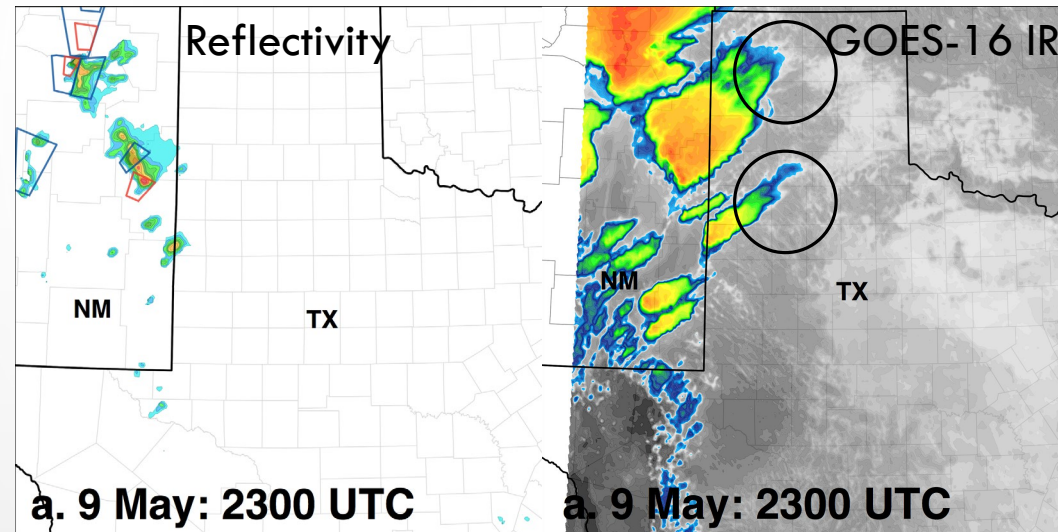 Reflectivity
NM
TX
a. 9 May: 2300 UTC
GOES-16 IR
NM
TX
a. 9 May: 2300 UTC